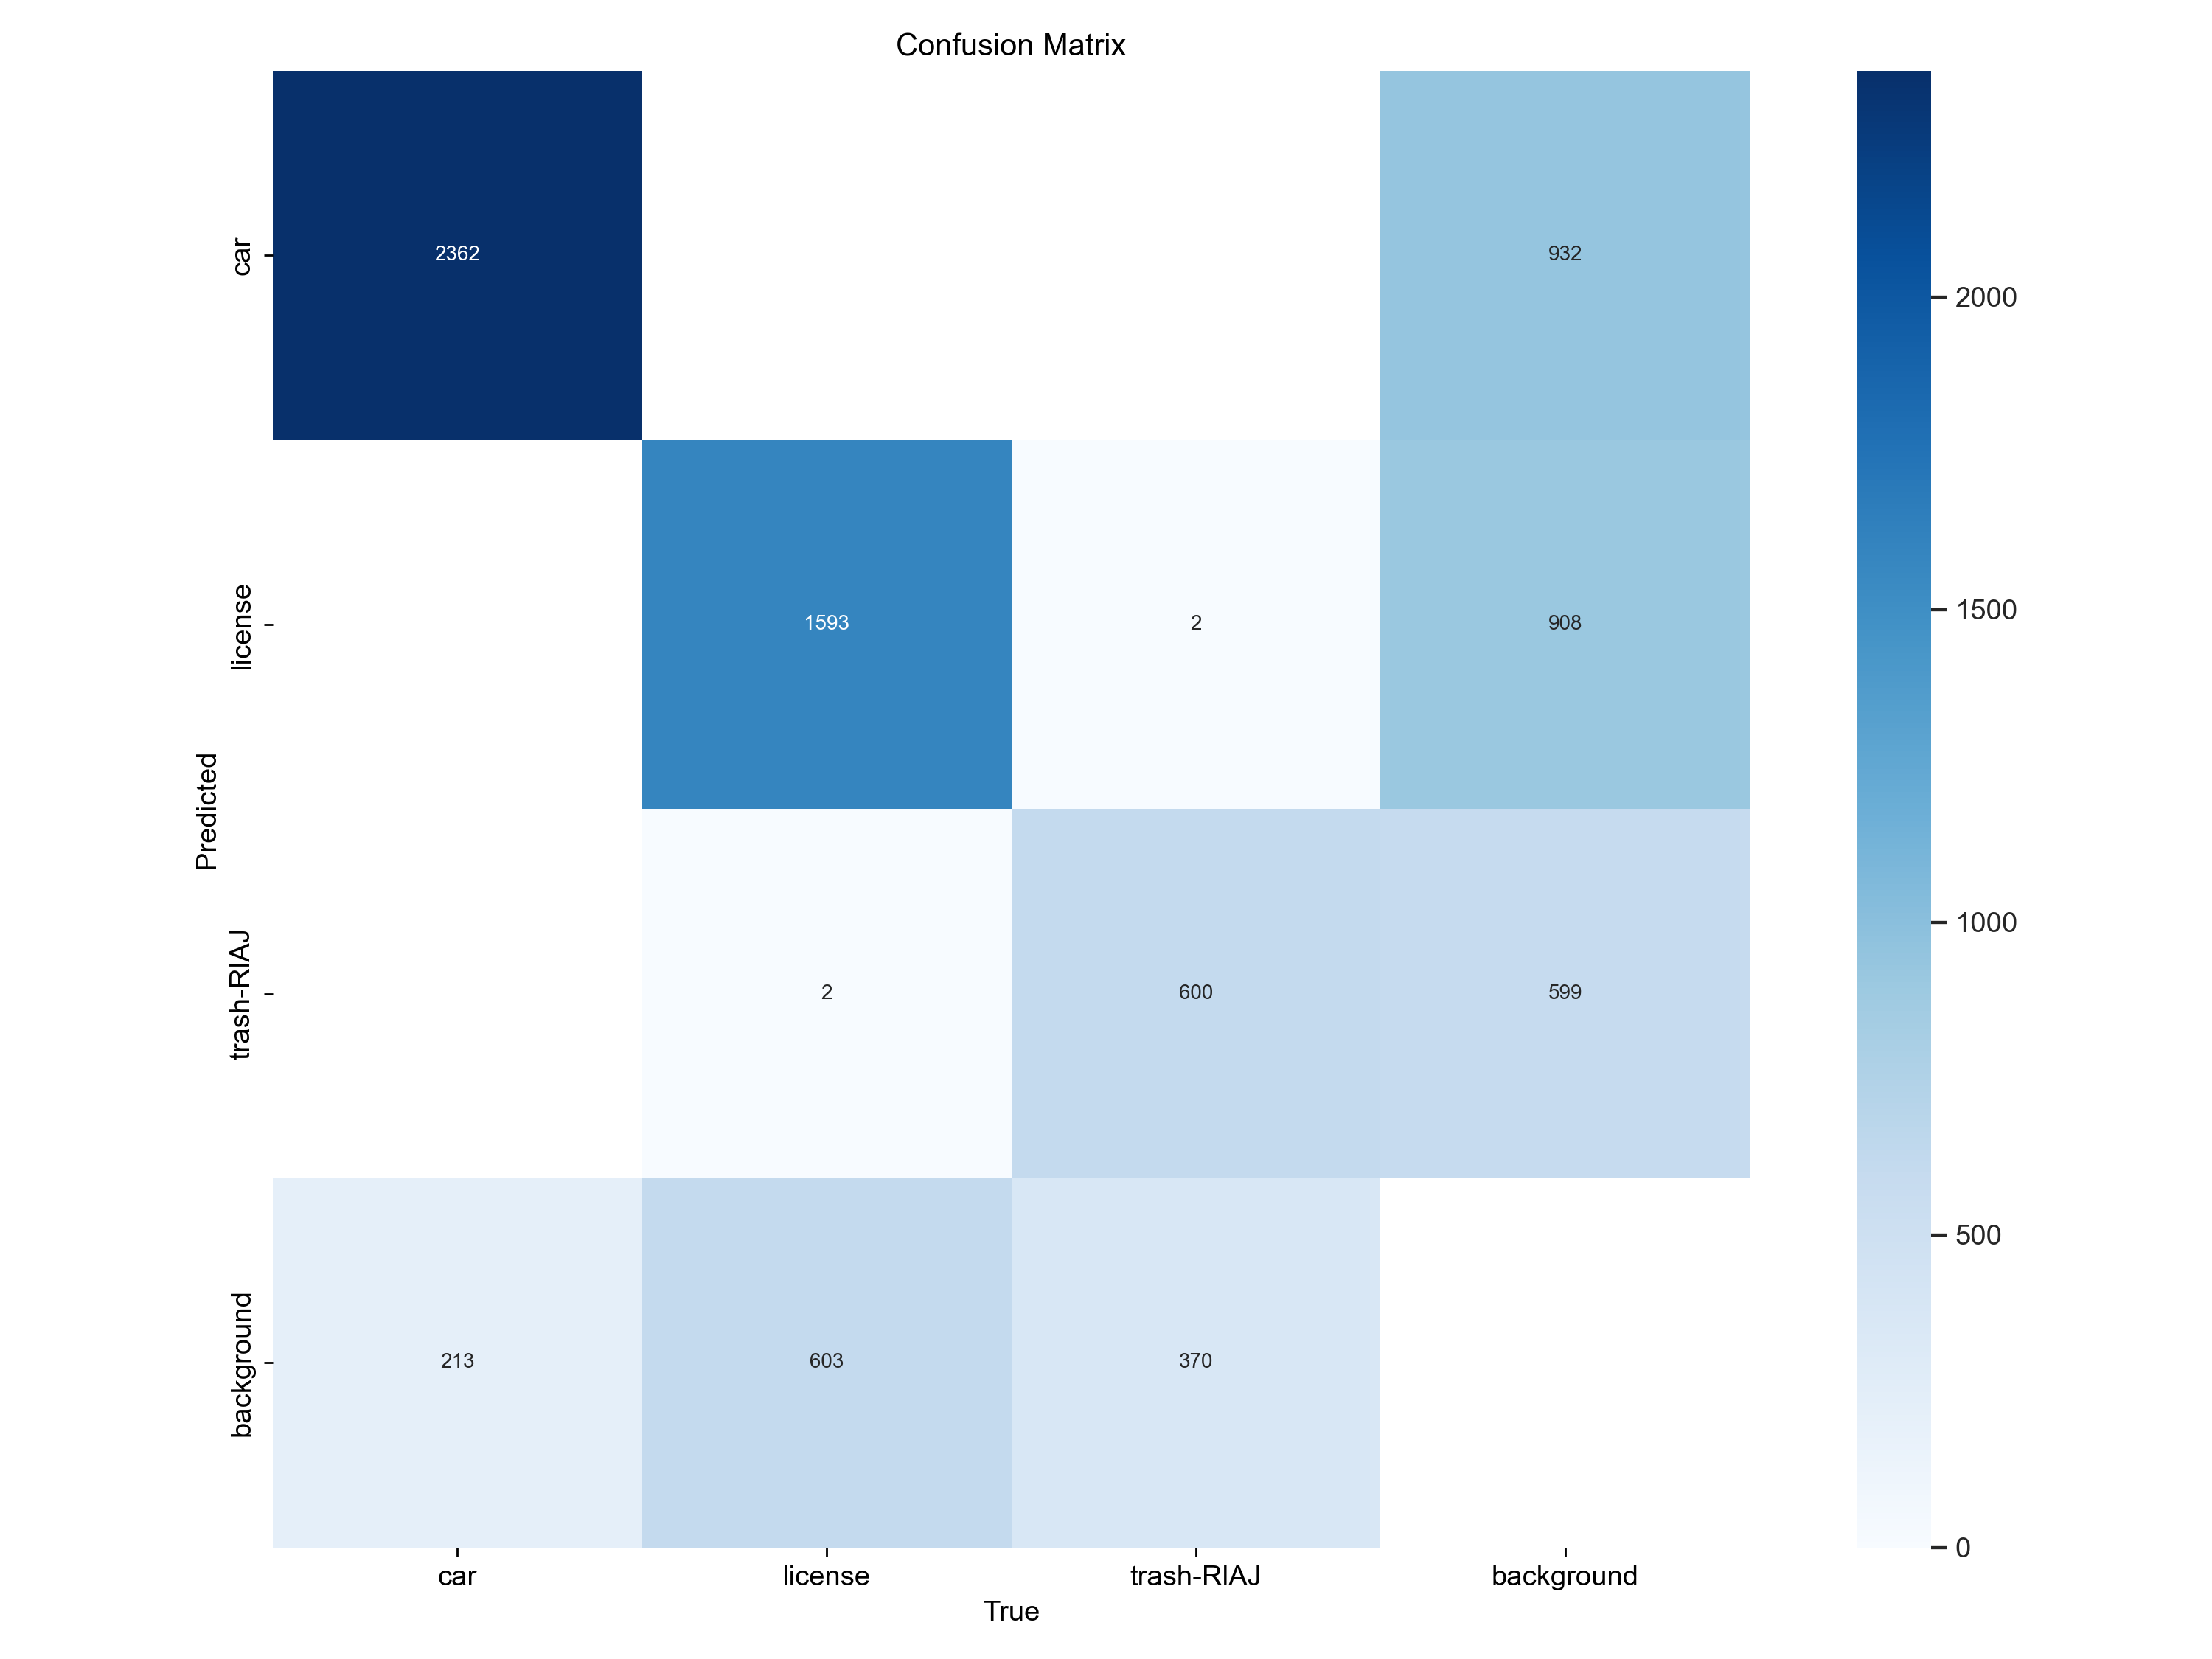 Confusion Matrix
car
2362
932
2000
license
1593
2
908
1500
Predicted
trash-RIAJ
2
600
599
1000
background
213
603
370
500
0
car
license
trash-RIAJ
background
True